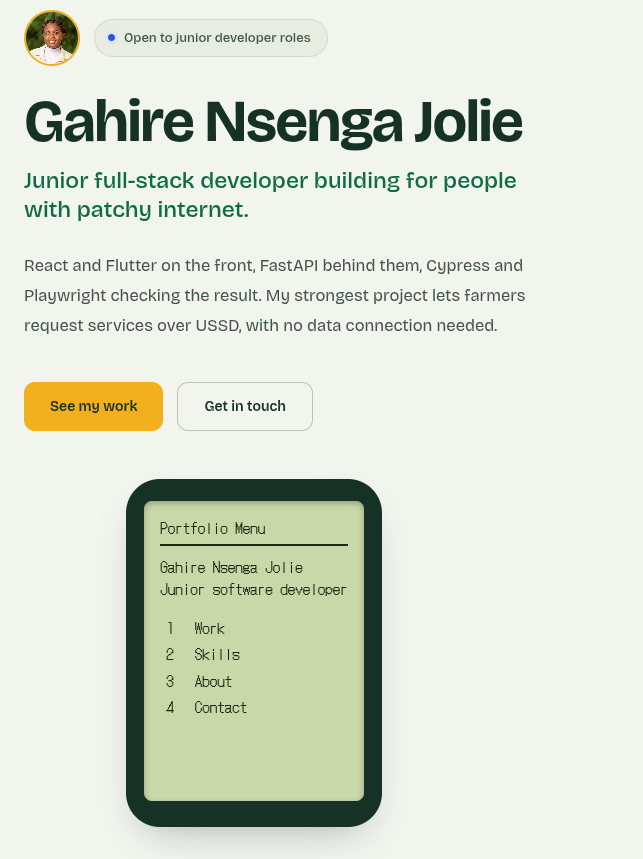 Open to junior developer roles
Gahire Nsenga Jolie
Junior full-stack developer building for people
with patchy internet.
React and Flutter on the front, FastAPI behind them, Cypress and
Playwright checking the result. My strongest project lets farmers
request services over USSD, with no data connection needed.
See my work
Get in touch
Portfolio Menu
Gahire Nsenga Jolie
Junior software developer
1 Work
2 Skills
3 About
4 Contact